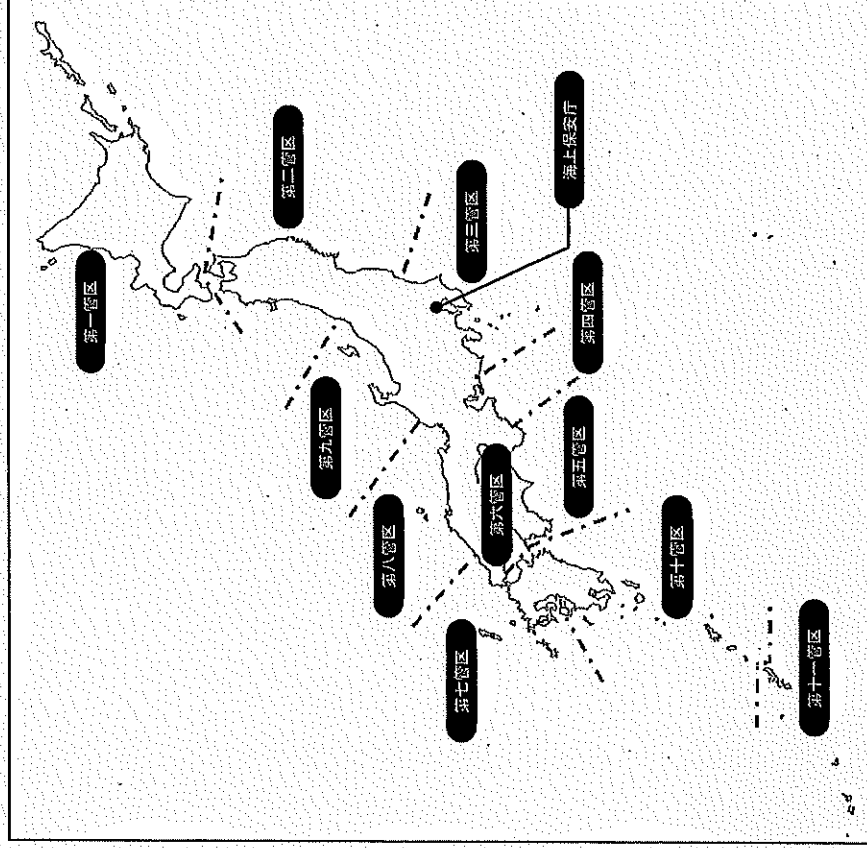 第一管区
第二管区
海上保安庁
第三管区
第四管区
第九管区
第五管区
第六管区
第八管区
第十管区
第七管区
第十一管区